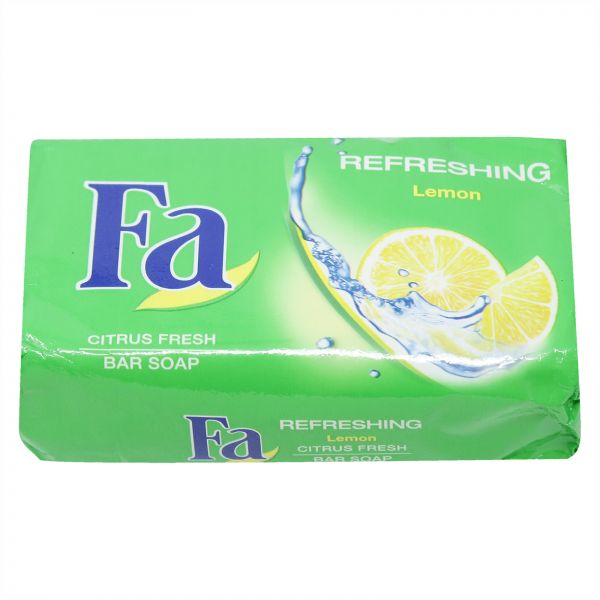 REFRESHING
Lemon
Fa
CITRUS FRESH
BAR SOAP
Fa
REFRESHING
Lemon
CITRUS FRESH
BAR SOAP